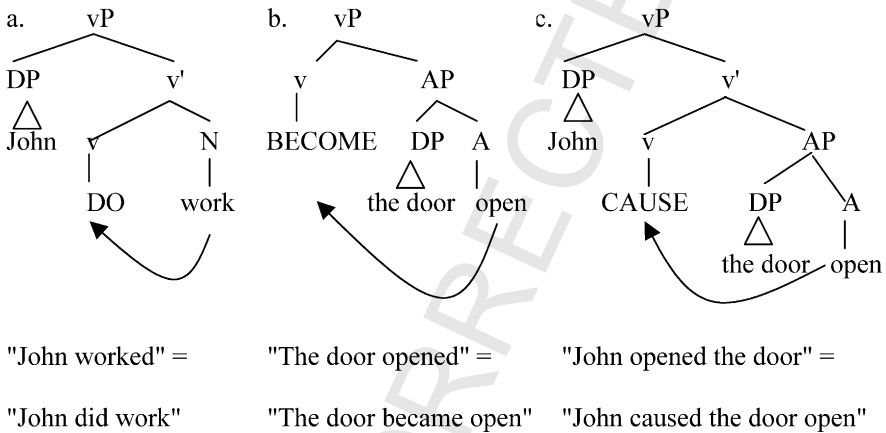 a. vP b. vP c. vP
DP v' v AP DP v'
John v N BECOME DP A John v AP
DO work the door open CAUSE DP A
the door open
"John worked" = "The door opened" = "John opened the door" =
"John did work" "The door became open" "John caused the door open"